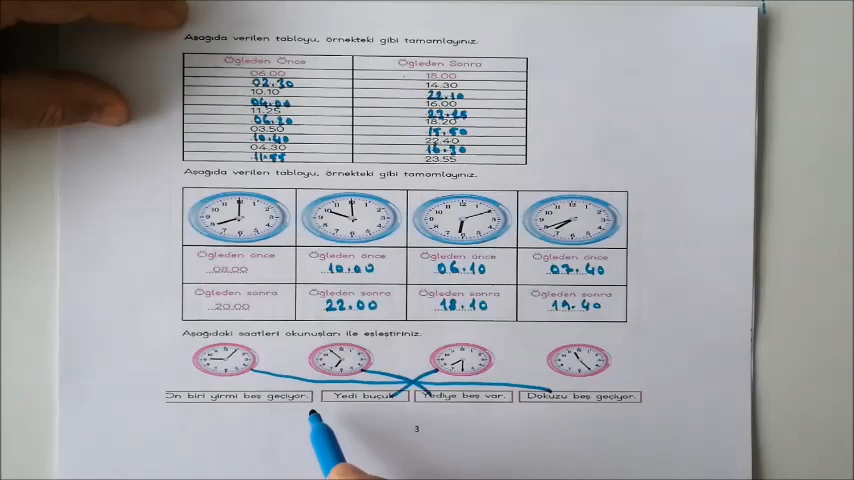 Aşağıda verilen tabloyu, örnekteki gibi tamamlayınız.
Öğleden Önce Öğleden Sonra
06.00 18.00
02.30 14.30
10.10 22.10
04.00 16.00
11.25 23.25
06.20 18.20
03.50 15.50
10.40 22.40
04.30 16.30
11.55 23.55
Aşağıda verilen tabloyu, örnekteki gibi tamamlayınız.
Öğleden önce Öğleden önce Öğleden önce Öğleden önce
08.00 10.00 06.10 07.40
Öğleden sonra Öğleden sonra Öğleden sonra Öğleden sonra
20.00 22.00 18.10 19.40
Aşağıdaki saatleri okunuşları ile eşleştiriniz.
On biri yirmi beş geçiyor. Yedi buçuk Yediye beş var. Dokuzu beş geçiyor.
3